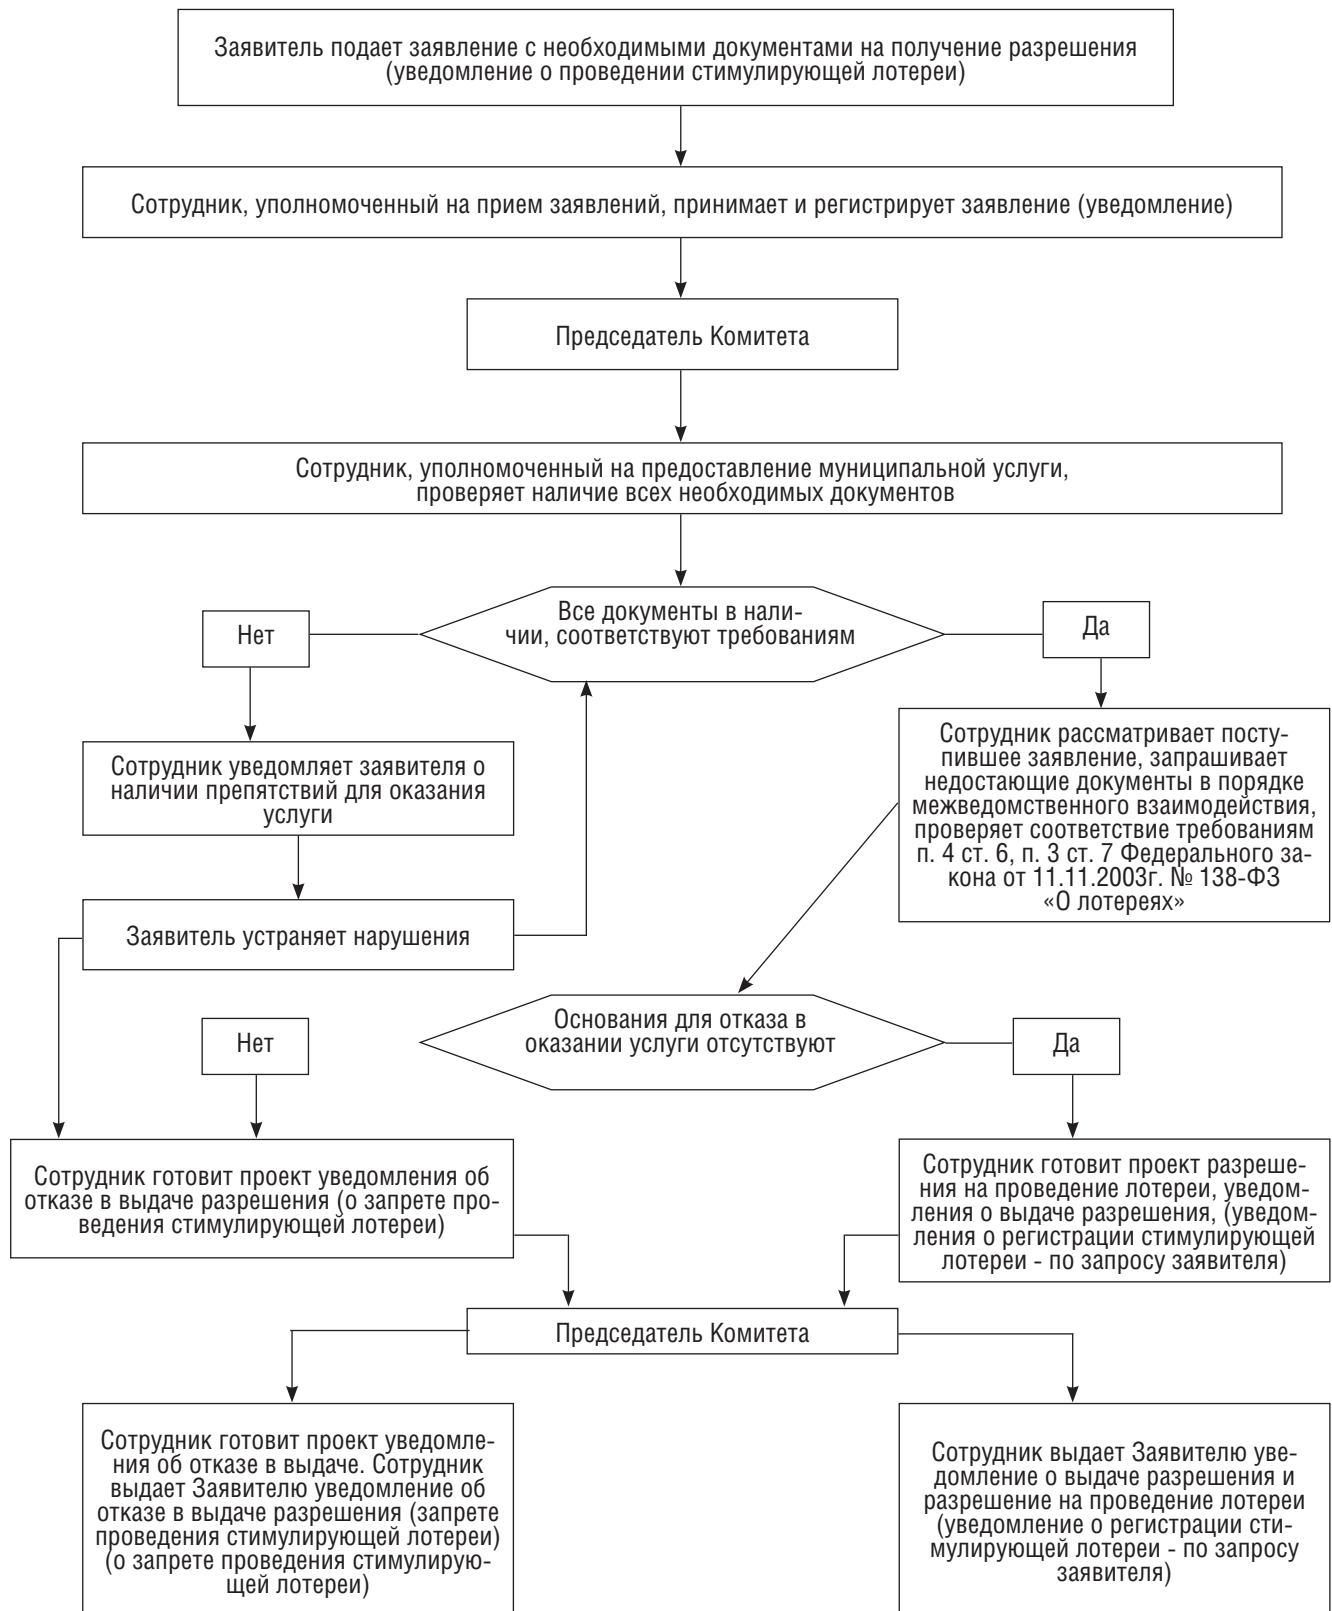 Заявитель подает заявление с необходимыми документами на получение разрешения
(уведомление о проведении стимулирующей лотереи)
Сотрудник, уполномоченный на прием заявлений, принимает и регистрирует заявление (уведомление)
Председатель Комитета
Сотрудник, уполномоченный на предоставление муниципальной услуги,
проверяет наличие всех необходимых документов
Все документы в нали-
чии, соответствуют требованиям
Нет
Да
Сотрудник уведомляет заявителя о
наличии препятствий для оказания
услуги
Сотрудник рассматривает посту-
пившее заявление, запрашивает
недостающие документы в порядке
межведомственного взаимодействия,
проверяет соответствие требованиям
п. 4 ст. 6, п. 3 ст. 7 Федерального за-
кона от 11.11.2003г. № 138-ФЗ
«О лотереях»
Заявитель устраняет нарушения
Основания для отказа в
оказании услуги отсутствуют
Нет
Да
Сотрудник готовит проект уведомления об
отказе в выдаче разрешения (о запрете про-
ведения стимулирующей лотереи)
Сотрудник готовит проект разреше-
ния на проведение лотереи, уведом-
ления о выдаче разрешения, (уведом-
ления о регистрации стимулирующей
лотереи - по запросу заявителя)
Председатель Комитета
Сотрудник готовит проект уведомле-
ния об отказе в выдаче. Сотрудник
выдает Заявителю уведомление об
отказе в выдаче разрешения (запрете
проведения стимулирующей лотереи)
(о запрете проведения стимулирую-
щей лотереи)
Сотрудник выдает Заявителю уве-
домление о выдаче разрешения и
разрешение на проведение лотереи
(уведомление о регистрации сти-
мулирующей лотереи - по запросу
заявителя)